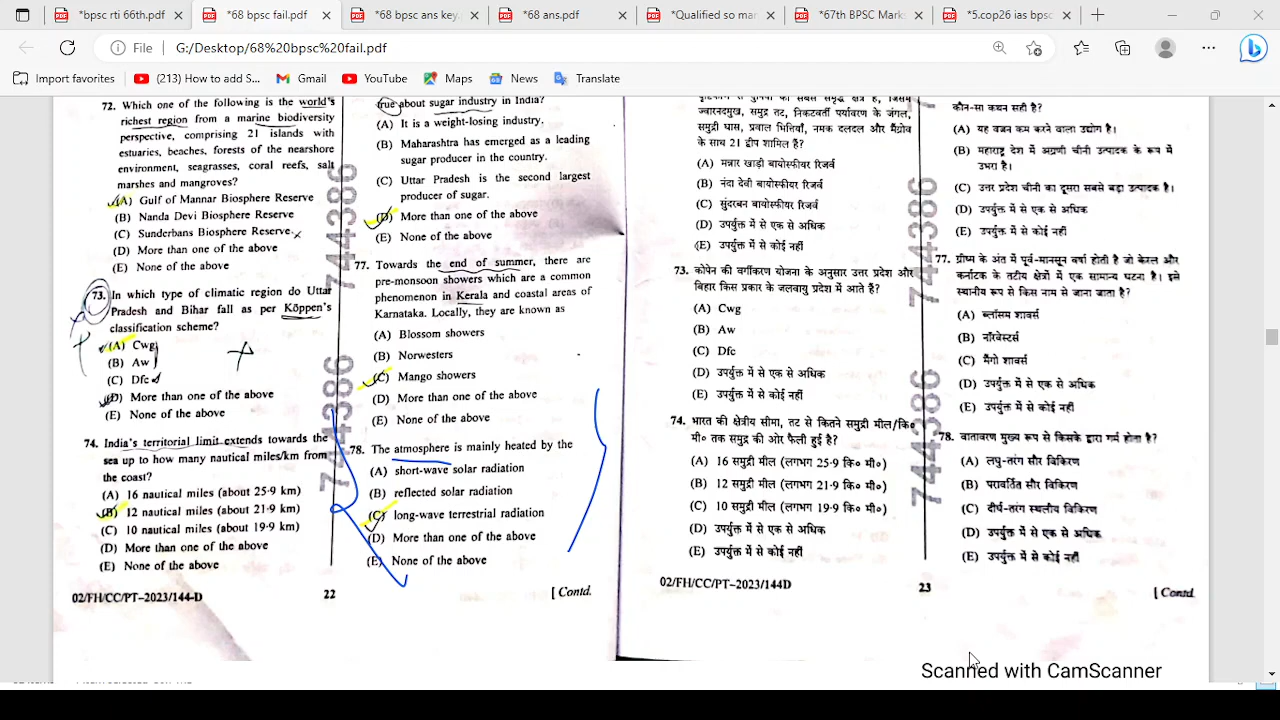 *bpsc rti 66th.pdf
*68 bpsc fail.pdf
*68 bpsc ans key.
*68 ans.pdf
*Qualified so mar
*67th BPSC Mark
*5.cop26 ias bpsc
File
G:/Desktop/68%20bpsc%20fail.pdf
Import favorites
(213) How to add S...
Gmail
YouTube
Maps
News
Translate
72. Which one of the following is the world's
richest region from a marine biodiversity
perspective, comprising 21 islands with
estuaries, beaches, forests of the nearshore
environment, seagrasses, coral reefs, salt
marshes and mangroves?
(A) Gulf of Mannar Biosphere Reserve
(B) Nanda Devi Biosphere Reserve
(C) Sunderbans Biosphere Reserve
(D) More than one of the above
(E) None of the above
73. In which type of climatic region do Uttar
Pradesh and Bihar fall as per Köppen's
classification scheme?
(A) Cwg
(B) Aw
(C) Dfc
(D) More than one of the above
(E) None of the above
74. India's territorial limit extends towards the
sea up to how many nautical miles/km from
the coast?
(A) 16 nautical miles (about 25·9 km)
(B) 12 nautical miles (about 21·9 km)
(C) 10 nautical miles (about 19·9 km)
(D) More than one of the above
(E) None of the above
02/FH/CC/PT–2023/144-D
22
744386
744386
true about sugar industry in India?
(A) It is a weight-losing industry.
(B) Maharashtra has emerged as a leading
sugar producer in the country.
(C) Uttar Pradesh is the second largest
producer of sugar.
(D) More than one of the above
(E) None of the above
77. Towards the end of summer, there are
pre-monsoon showers which are a common
phenomenon in Kerala and coastal areas of
Karnataka. Locally, they are known as
(A) Blossom showers
(B) Norwesters
(C) Mango showers
(D) More than one of the above
(E) None of the above
78. The atmosphere is mainly heated by the
(A) short-wave solar radiation
(B) reflected solar radiation
(C) long-wave terrestrial radiation
(D) More than one of the above
(E) None of the above
[ Contd.
का सबसे समृद्ध क्षेत्र है, जिसमें
ज्वारनदमुख, समुद्र तट, निकटवर्ती पर्यावरण के जंगल,
समुद्री घास, प्रवाल भित्तियाँ, नमक दलदल और मैंग्रोव
के साथ 21 द्वीप शामिल हैं?
(A) मन्नार खाड़ी बायोस्फीयर रिजर्व
(B) नंदा देवी बायोस्फीयर रिजर्व
(C) सुंदरबन बायोस्फीयर रिजर्व
(D) उपर्युक्त में से एक से अधिक
(E) उपर्युक्त में से कोई नहीं
73. कोपेन की वर्गीकरण योजना के अनुसार उत्तर प्रदेश और
बिहार किस प्रकार के जलवायु प्रदेश में आते हैं?
(A) Cwg
(B) Aw
(C) Dfc
(D) उपर्युक्त में से एक से अधिक
(E) उपर्युक्त में से कोई नहीं
74. भारत की क्षेत्रीय सीमा, तट से कितने समुद्री मील/कि०
मी० तक समुद्र की ओर फैली हुई है?
(A) 16 समुद्री मील (लगभग 25·9 कि० मी०)
(B) 12 समुद्री मील (लगभग 21·9 कि० मी०)
(C) 10 समुद्री मील (लगभग 19·9 कि० मी०)
(D) उपर्युक्त में से एक से अधिक
(E) उपर्युक्त में से कोई नहीं
02/FH/CC/PT–2023/144D
23
744386
744386
कौन-सा कथन सही है?
(A) यह वजन कम करने वाला उद्योग है।
(B) महाराष्ट्र देश में अग्रणी चीनी उत्पादक के रूप में
उभरा है।
(C) उत्तर प्रदेश चीनी का दूसरा सबसे बड़ा उत्पादक है।
(D) उपर्युक्त में से एक से अधिक
(E) उपर्युक्त में से कोई नहीं
77. ग्रीष्म के अंत में पूर्व-मानसून वर्षा होती है जो केरल और
कर्नाटक के तटीय क्षेत्रों में एक सामान्य घटना है। इसे
स्थानीय रूप से किस नाम से जाना जाता है?
(A) ब्लॉसम शावर्स
(B) नॉरवेस्टर्स
(C) मैंगो शावर्स
(D) उपर्युक्त में से एक से अधिक
(E) उपर्युक्त में से कोई नहीं
78. वातावरण मुख्य रूप से किसके द्वारा गर्म होता है?
(A) लघु-तरंग सौर विकिरण
(B) परावर्तित सौर विकिरण
(C) दीर्घ-तरंग स्थलीय विकिरण
(D) उपर्युक्त में से एक से अधिक
(E) उपर्युक्त में से कोई नहीं
[ Contd.
Scanned with CamScanner